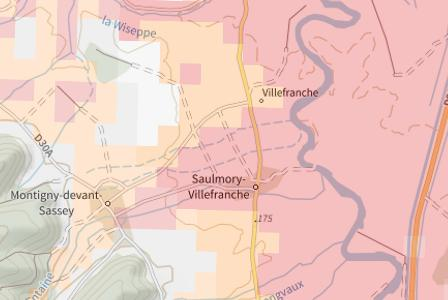 la Wiseppe
Villefranche
D30A
Saulmory-
Villefranche
Montigny-devant-
Sassey
175